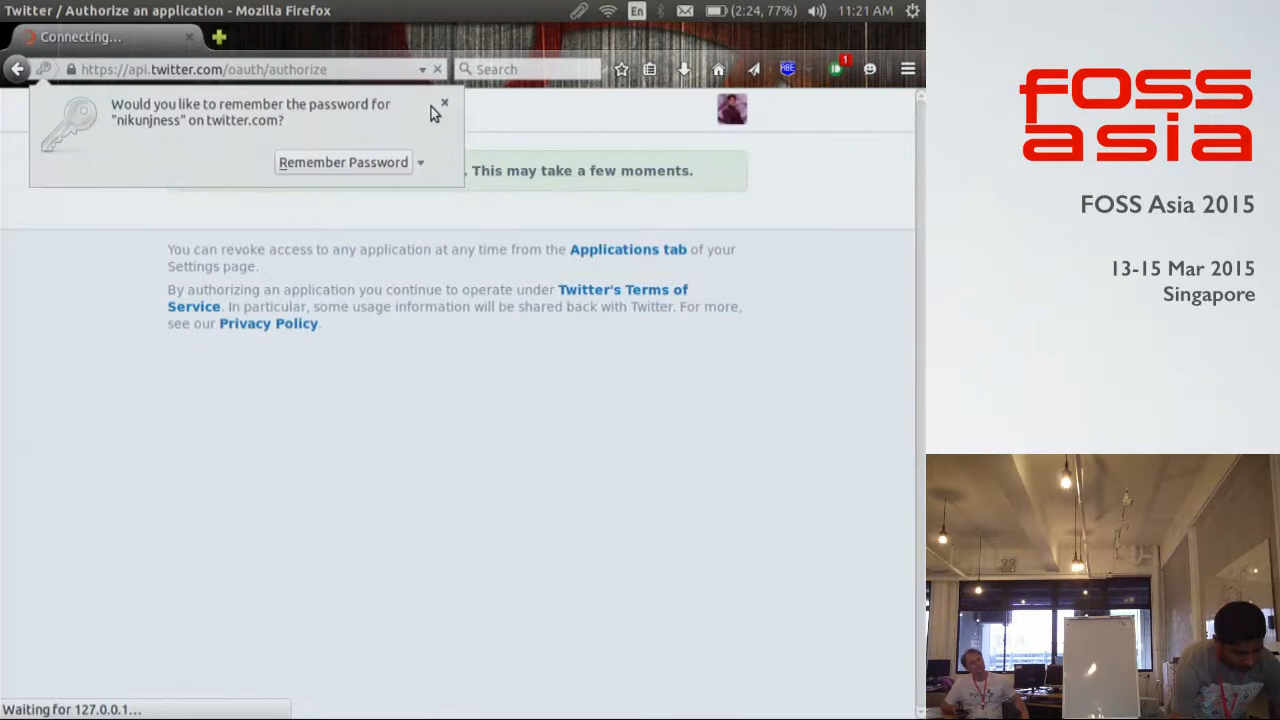 Twitter / Authorize an application - Mozilla Firefox
En
(2:24, 77%)
11:21 AM
Connecting...
https://api.twitter.com/oauth/authorize
Search
1
Would you like to remember the password for
"nikunjness" on twitter.com?
Remember Password
. This may take a few moments.
You can revoke access to any application at any time from the Applications tab of your
Settings page.
By authorizing an application you continue to operate under Twitter's Terms of
Service. In particular, some usage information will be shared back with Twitter. For more,
see our Privacy Policy.
Waiting for 127.0.0.1...
FOSS
asia
FOSS Asia 2015
13-15 Mar 2015
Singapore